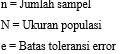 n = Jumlah sampel
N = Ukuran populasi
e = Batas toleransi error